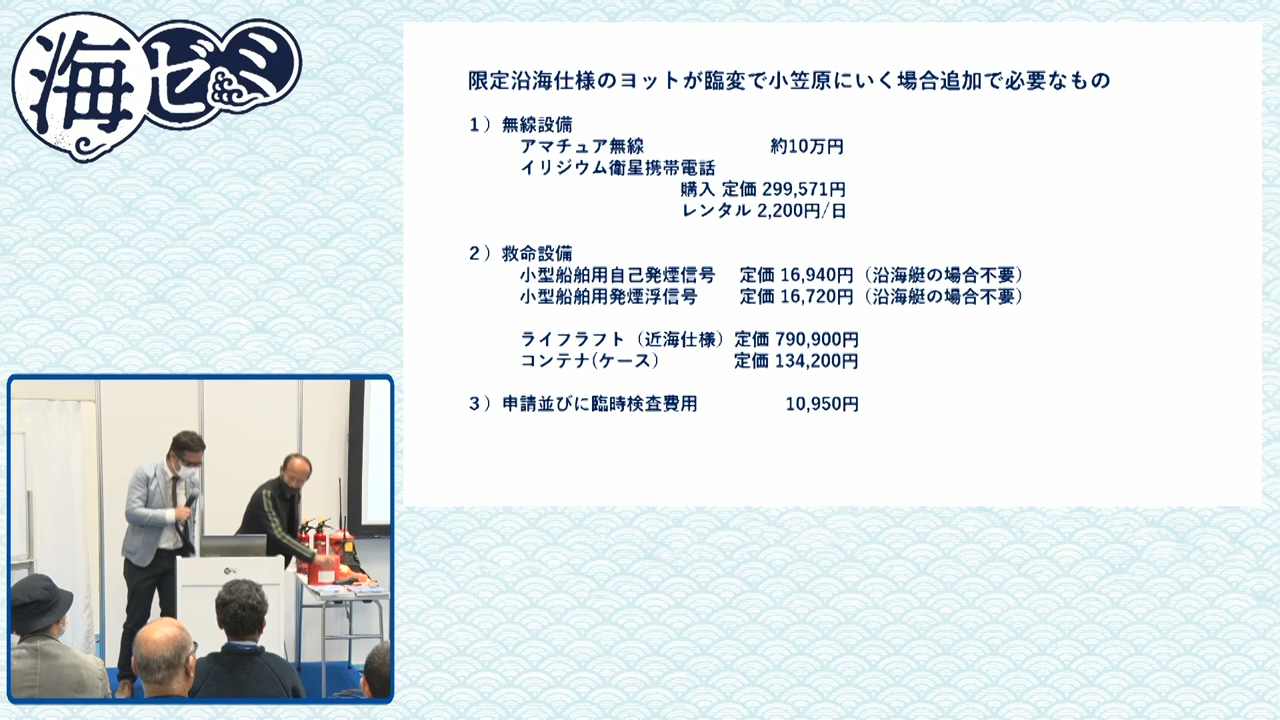 海ゼミ
限定沿海仕様のヨットが臨変で小笠原にいく場合追加で必要なもの
１）無線設備
アマチュア無線 約10万円
イリジウム衛星携帯電話
購入 定価 299,571円
レンタル 2,200円/日
２）救命設備
小型船舶用自己発煙信号 定価 16,940円（沿海艇の場合不要）
小型船舶用発煙浮信号 定価 16,720円（沿海艇の場合不要）
ライフラフト（近海仕様）定価 790,900円
コンテナ(ケース） 定価 134,200円
３）申請並びに臨時検査費用 10,950円